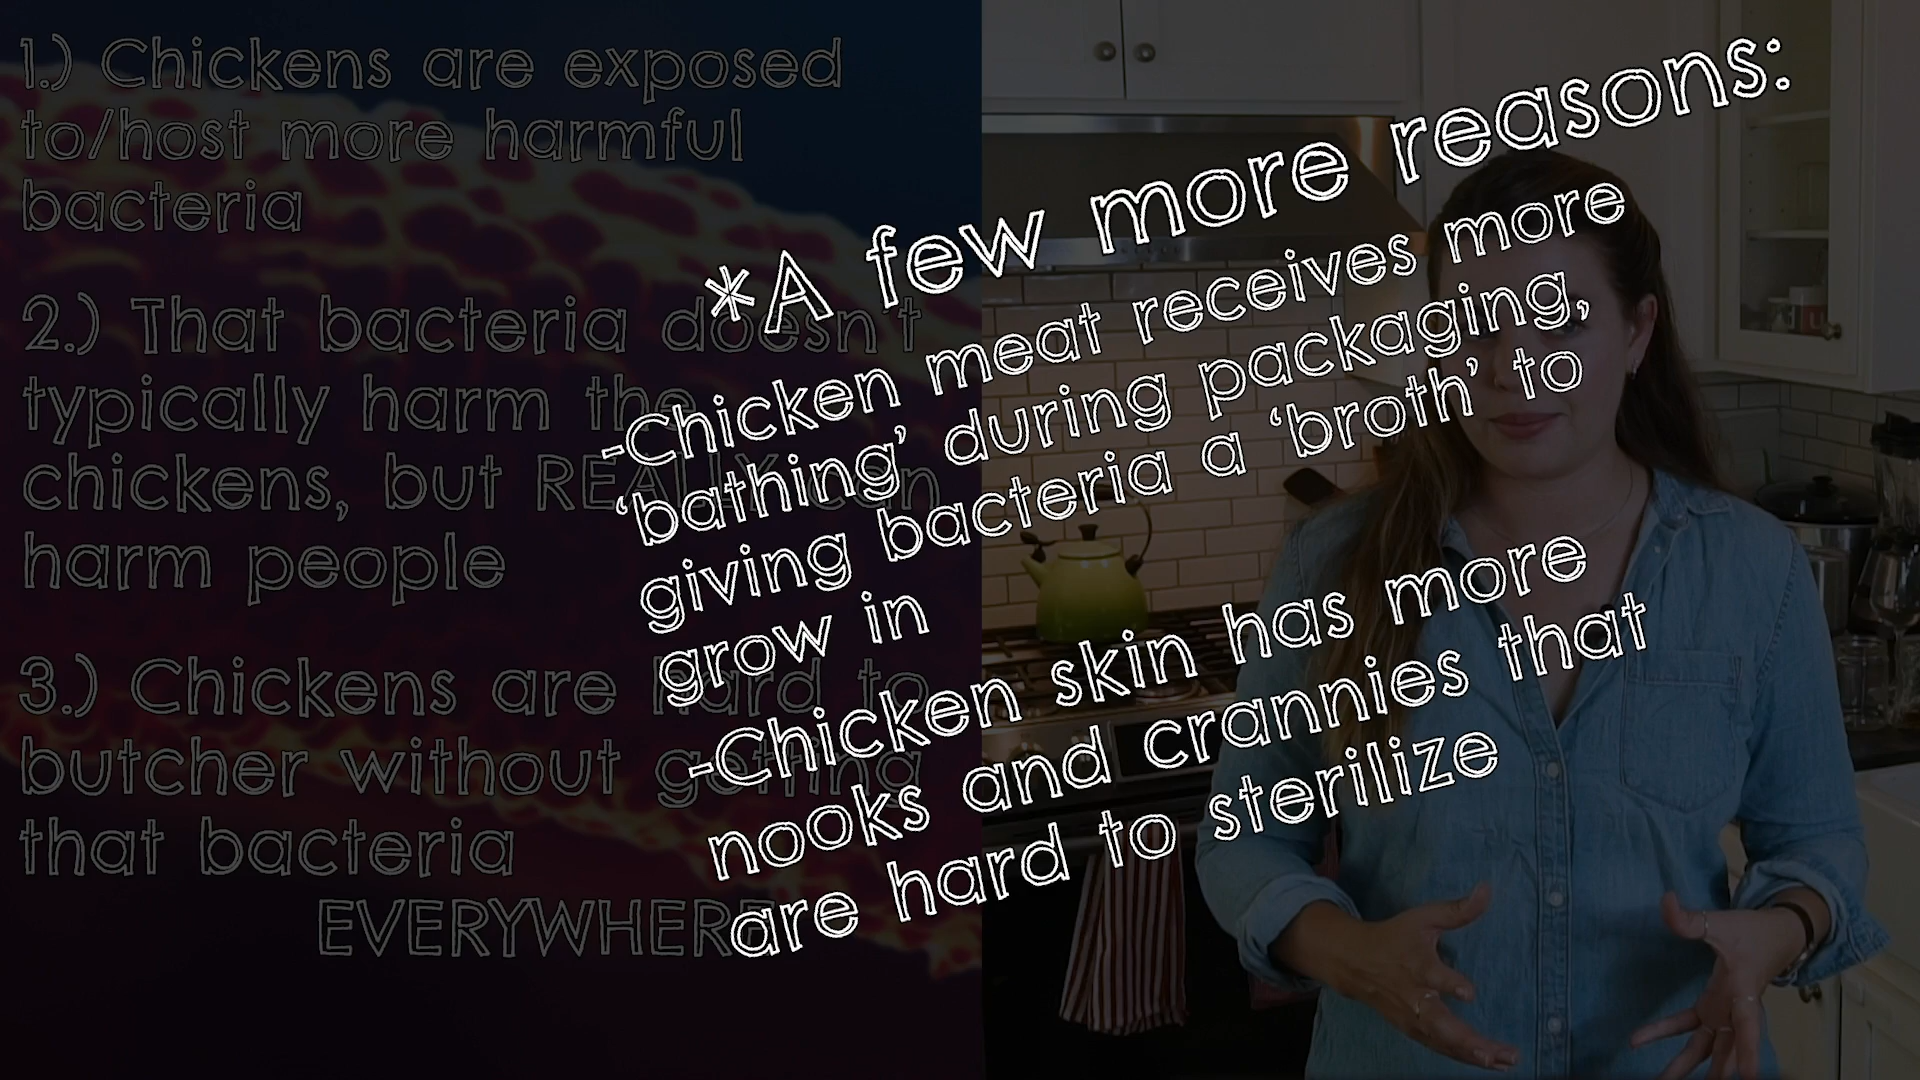 1.) Chickens are exposed
to/host more harmful
bacteria
2.) That bacteria doesn't
typically harm the
chickens, but REALLY can
harm people
3.) Chickens are hard to
butcher without getting
that bacteria
EVERYWHERE
*A few more reasons:
-Chicken meat receives more
‘bathing’ during packaging,
giving bacteria a ‘broth’ to
grow in
-Chicken skin has more
nooks and crannies that
are hard to sterilize